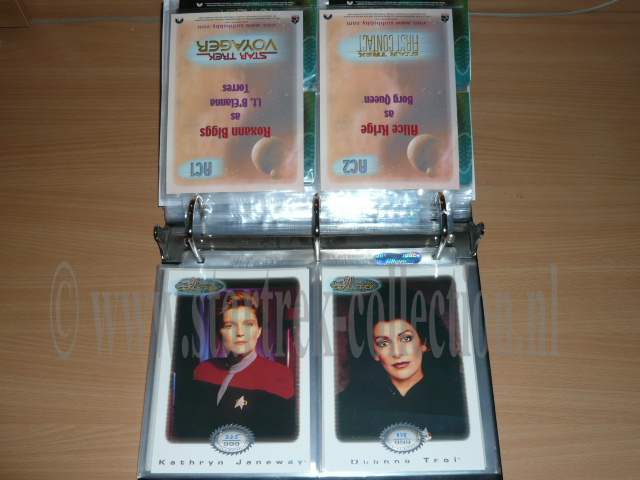 STAR TREK
VOYAGER
Lt. B'Elanna
Torres
as
Roxann Biggs
AC1
STAR TREK
FIRST CONTACT
Borg Queen
as
Alice Krige
AC2
© www.startrek-collection.nl
Kathryn Janeway
Deanna Troi